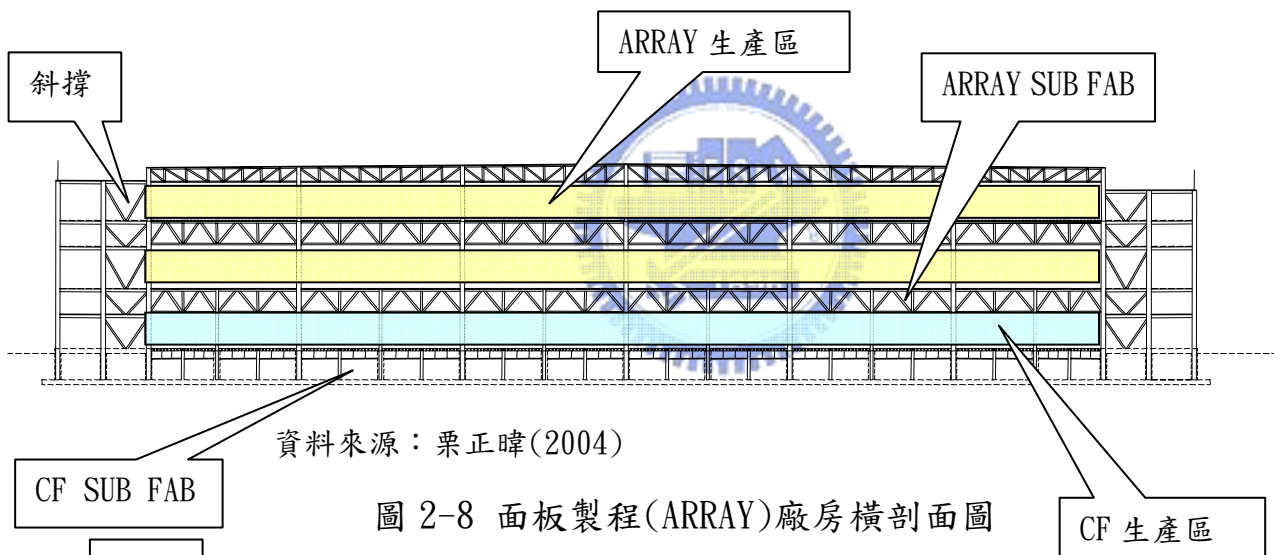 ARRAY 生產區
斜撐
ARRAY SUB FAB
資料來源：栗正暐(2004)
CF SUB FAB
圖 2-8 面板製程(ARRAY)廠房橫剖面圖
CF 生產區